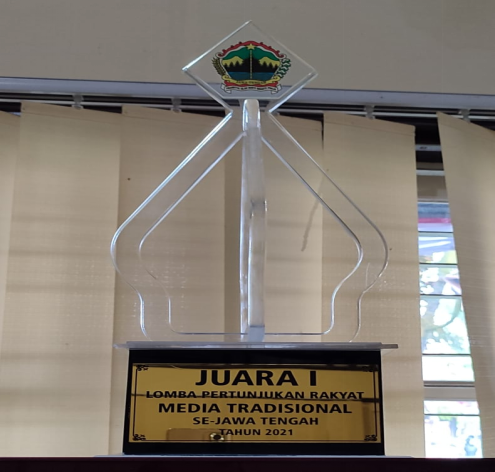 JUARA I
LOMBA PERTUNJUKAN RAKYAT
MEDIA TRADISIONAL
SE-JAWA TENGAH
TAHUN 2021